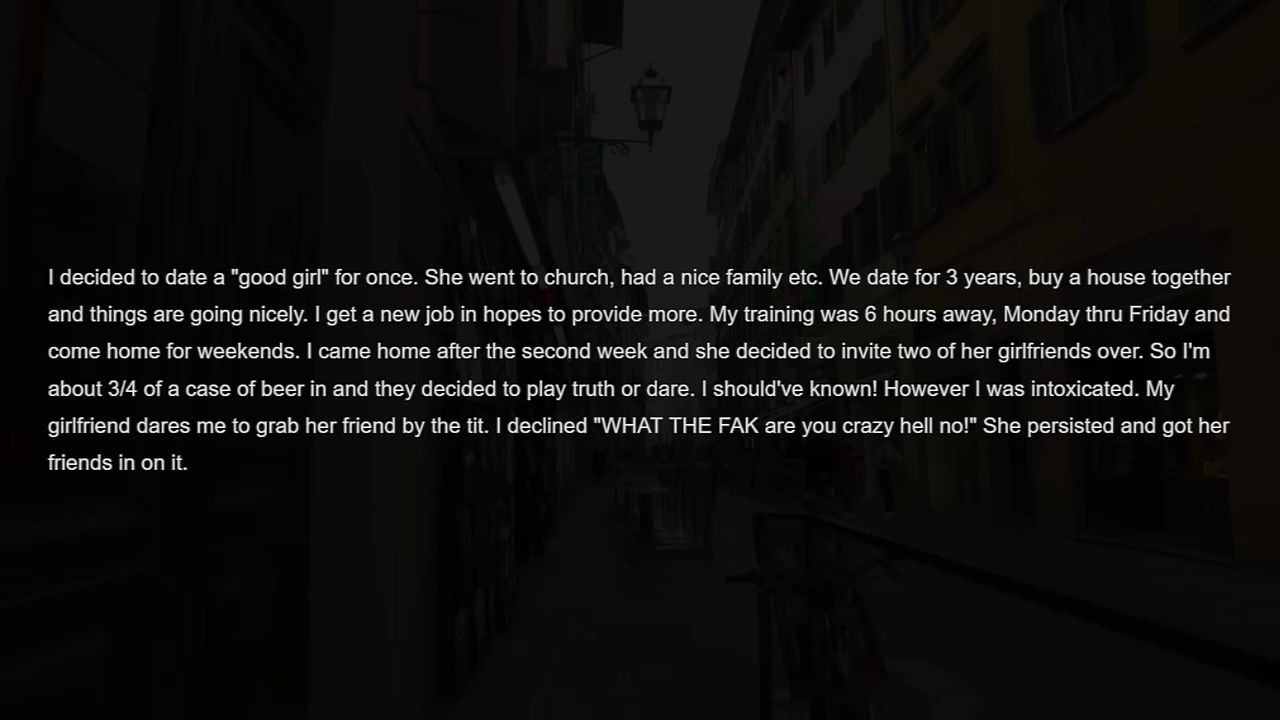 I decided to date a "good girl" for once. She went to church, had a nice family etc. We date for 3 years, buy a house together
and things are going nicely. I get a new job in hopes to provide more. My training was 6 hours away, Monday thru Friday and
come home for weekends. I came home after the second week and she decided to invite two of her girlfriends over. So I'm
about 3/4 of a case of beer in and they decided to play truth or dare. I should've known! However I was intoxicated. My
girlfriend dares me to grab her friend by the tit. I declined "WHAT THE FAK are you crazy hell no!" She persisted and got her
friends in on it.